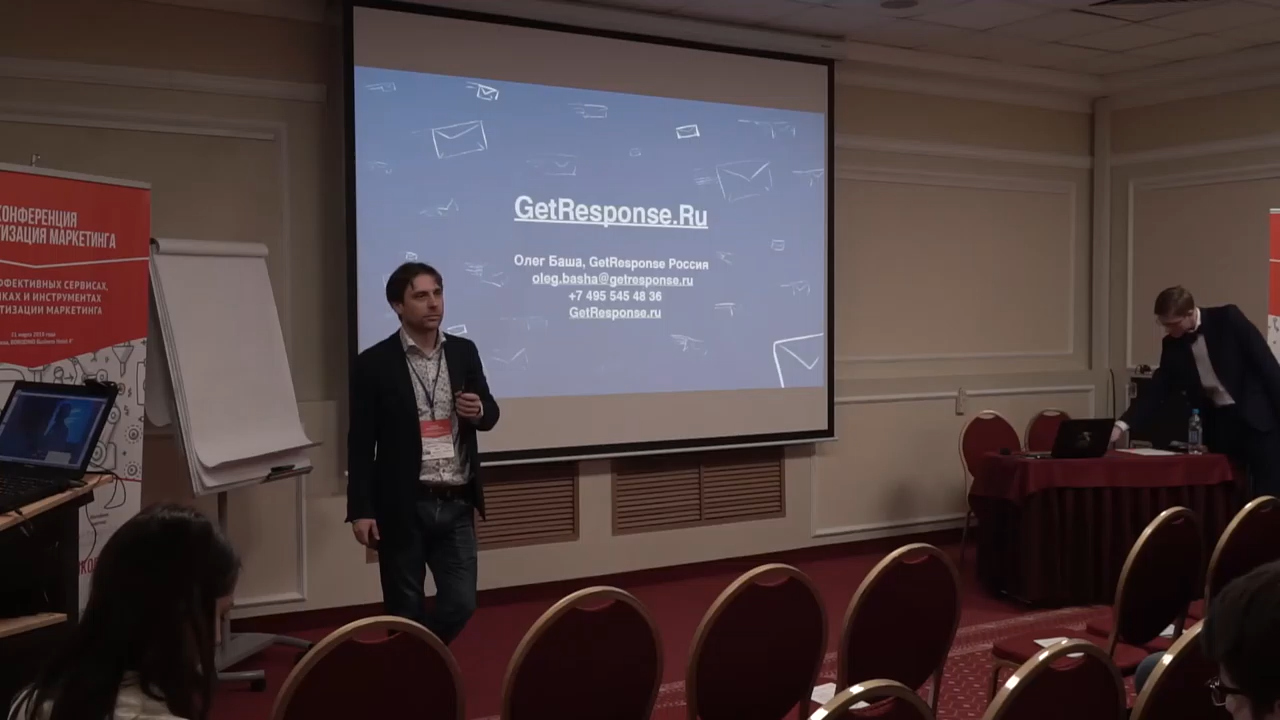 КОНФЕРЕНЦИЯ
ТИЗАЦИЯ МАРКЕТИНГА
ФФЕКТИВНЫХ СЕРВИСАХ,
ИКАХ И ИНСТРУМЕНТАХ
ТИЗАЦИИ МАРКЕТИНГА
GetResponse.Ru
Олег Баша, GetResponse Россия
oleg.basha@getresponse.ru
+7 495 545 48 36
GetResponse.ru